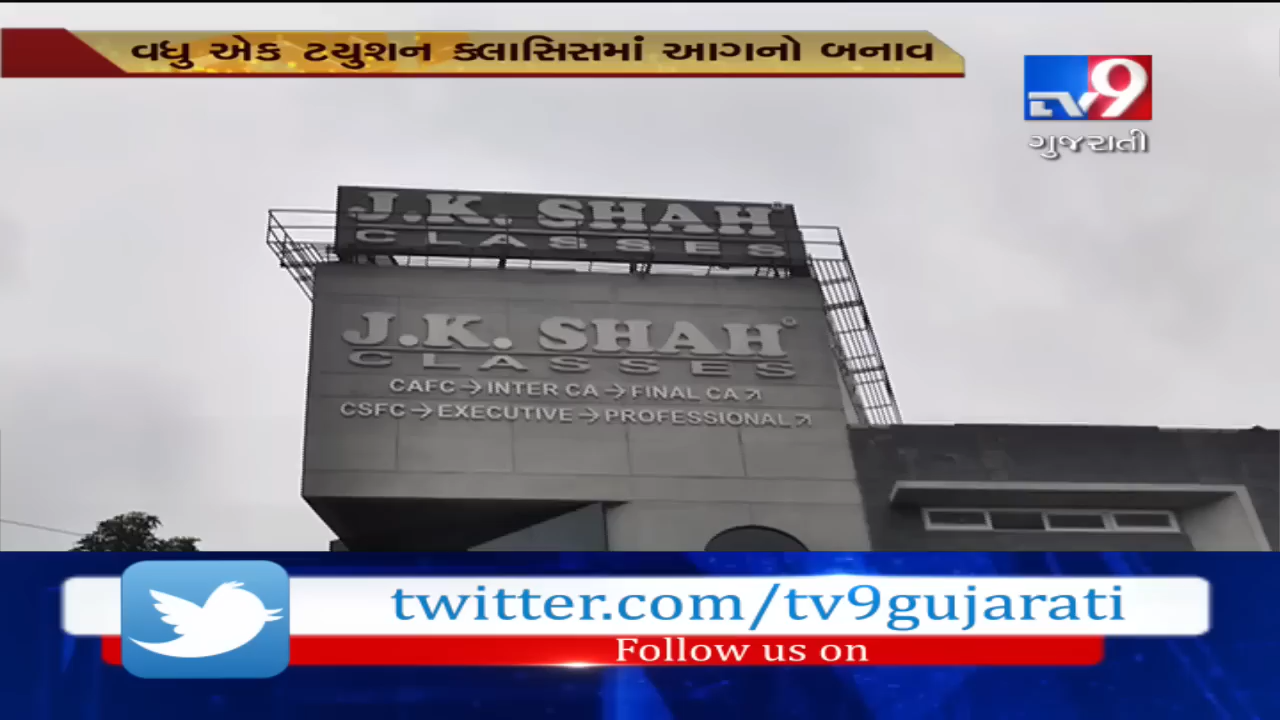 વધુ એક ટયુશન ક્લાસિસમાં આગનો બનાવ
TV9
ગુજરાતી
J.K. SHAH
CLASSES
J.K. SHAH®
CLASSES
CAFC→INTER CA→FINAL CA↗
CSFC→EXECUTIVE→PROFESSIONAL↗
twitter.com/tv9gujarati
Follow us on